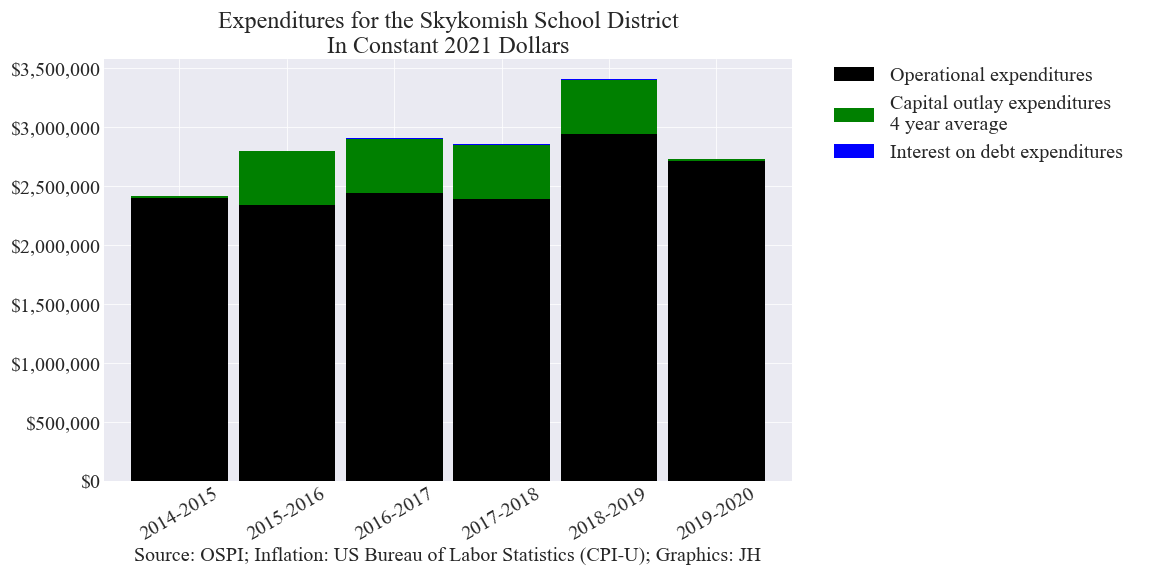 Expenditures for the Skykomish School District
In Constant 2021 Dollars
$3,500,000
$3,000,000
$2,500,000
$2,000,000
$1,500,000
$1,000,000
$500,000
$0
Operational expenditures
Capital outlay expenditures
4 year average
Interest on debt expenditures
2014-2015
2015-2016
2016-2017
2017-2018
2018-2019
2019-2020
Source: OSPI; Inflation: US Bureau of Labor Statistics (CPI-U); Graphics: JH